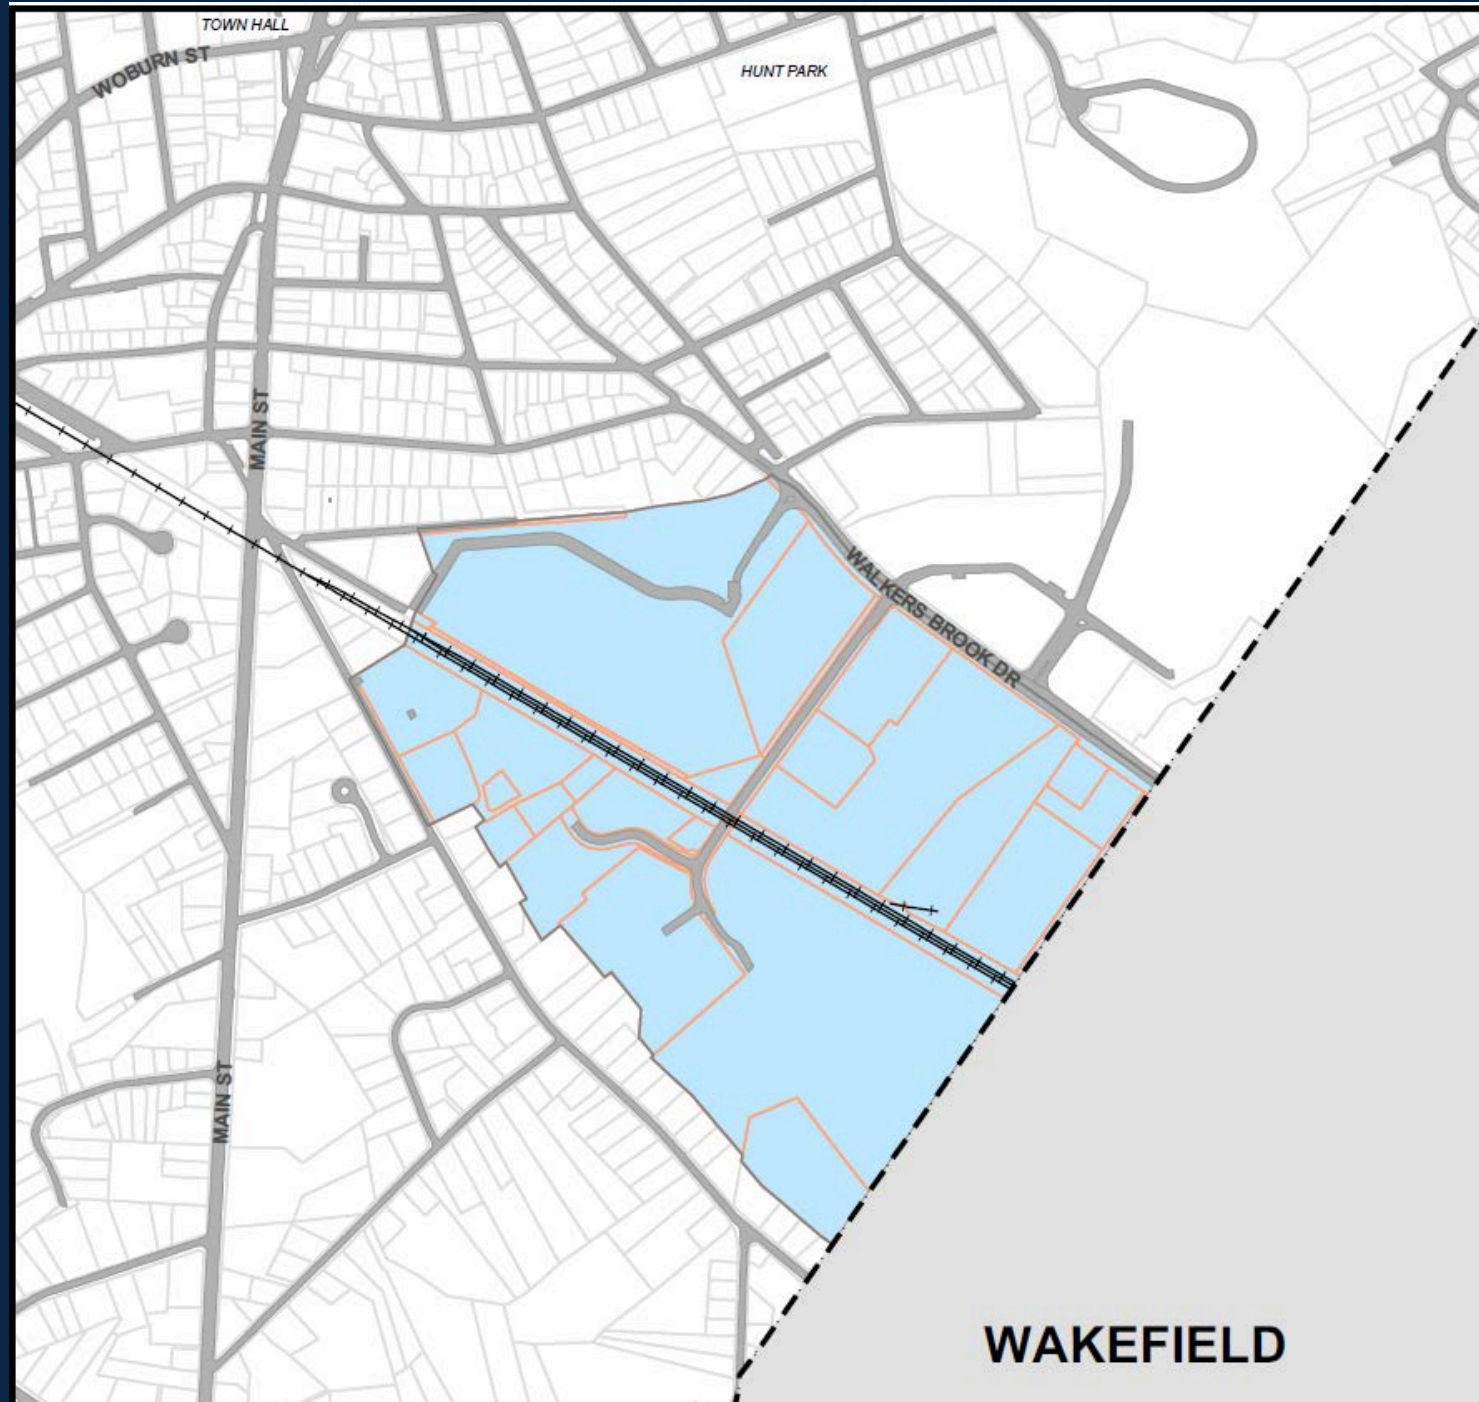 TOWN HALL
WOBURN ST
HUNT PARK
MAIN ST
WALKERS BROOK DR
MAIN ST
WAKEFIELD